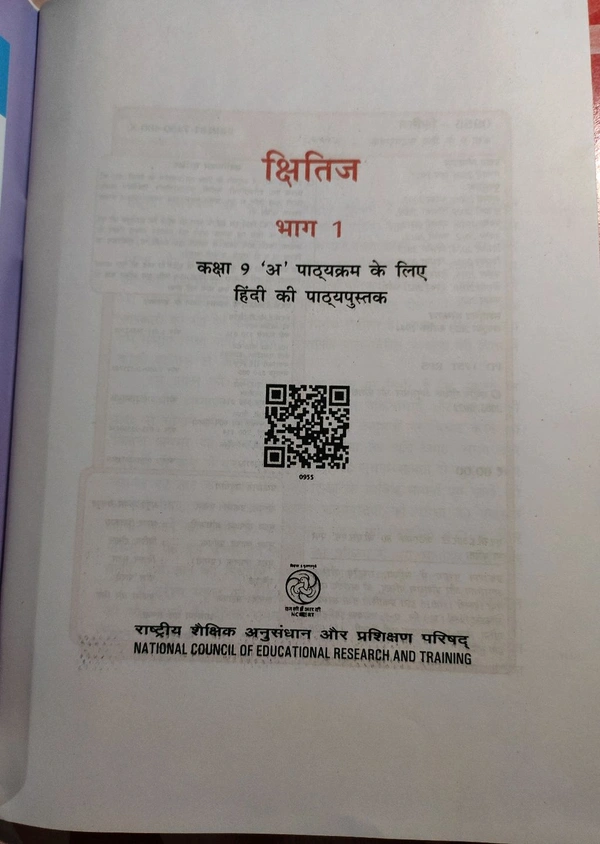 क्षितिज
भाग 1
कक्षा 9 'अ' पाठ्यक्रम के लिए
हिंदी की पाठ्यपुस्तक
0955
राष्ट्रीय शैक्षिक अनुसंधान और प्रशिक्षण परिषद्
NATIONAL COUNCIL OF EDUCATIONAL RESEARCH AND TRAINING